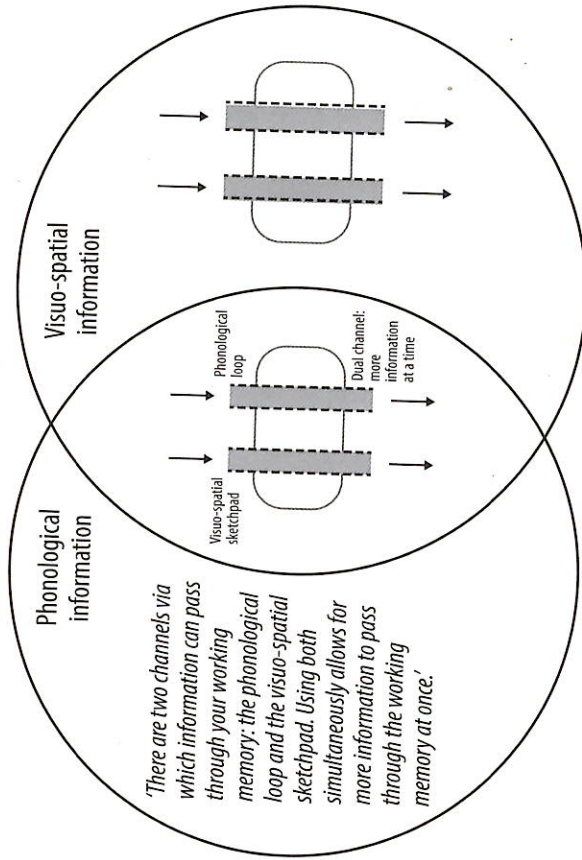 Phonological
information
'There are two channels via
which information can pass
through your working
memory: the phonological
loop and the visuo-spatial
sketchpad. Using both
simultaneously allows for
more information to pass
through the working
memory at once.'
Visuo-spatial
sketchpad
Phonological
loop
Dual channel:
more
information
at a time
Visuo-spatial
information